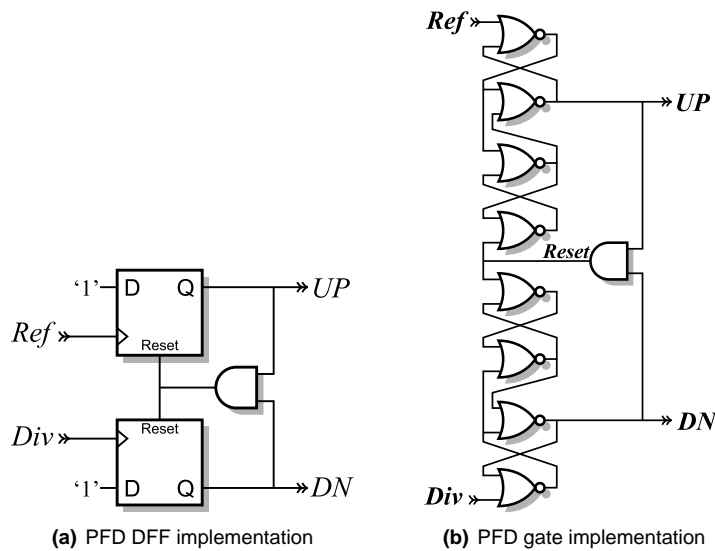 Ref
UP
Reset
DN
Div
'1'
D
Q
UP
Ref
Reset
Reset
Div
'1'
D
Q
DN
(a) PFD DFF implementation
(b) PFD gate implementation